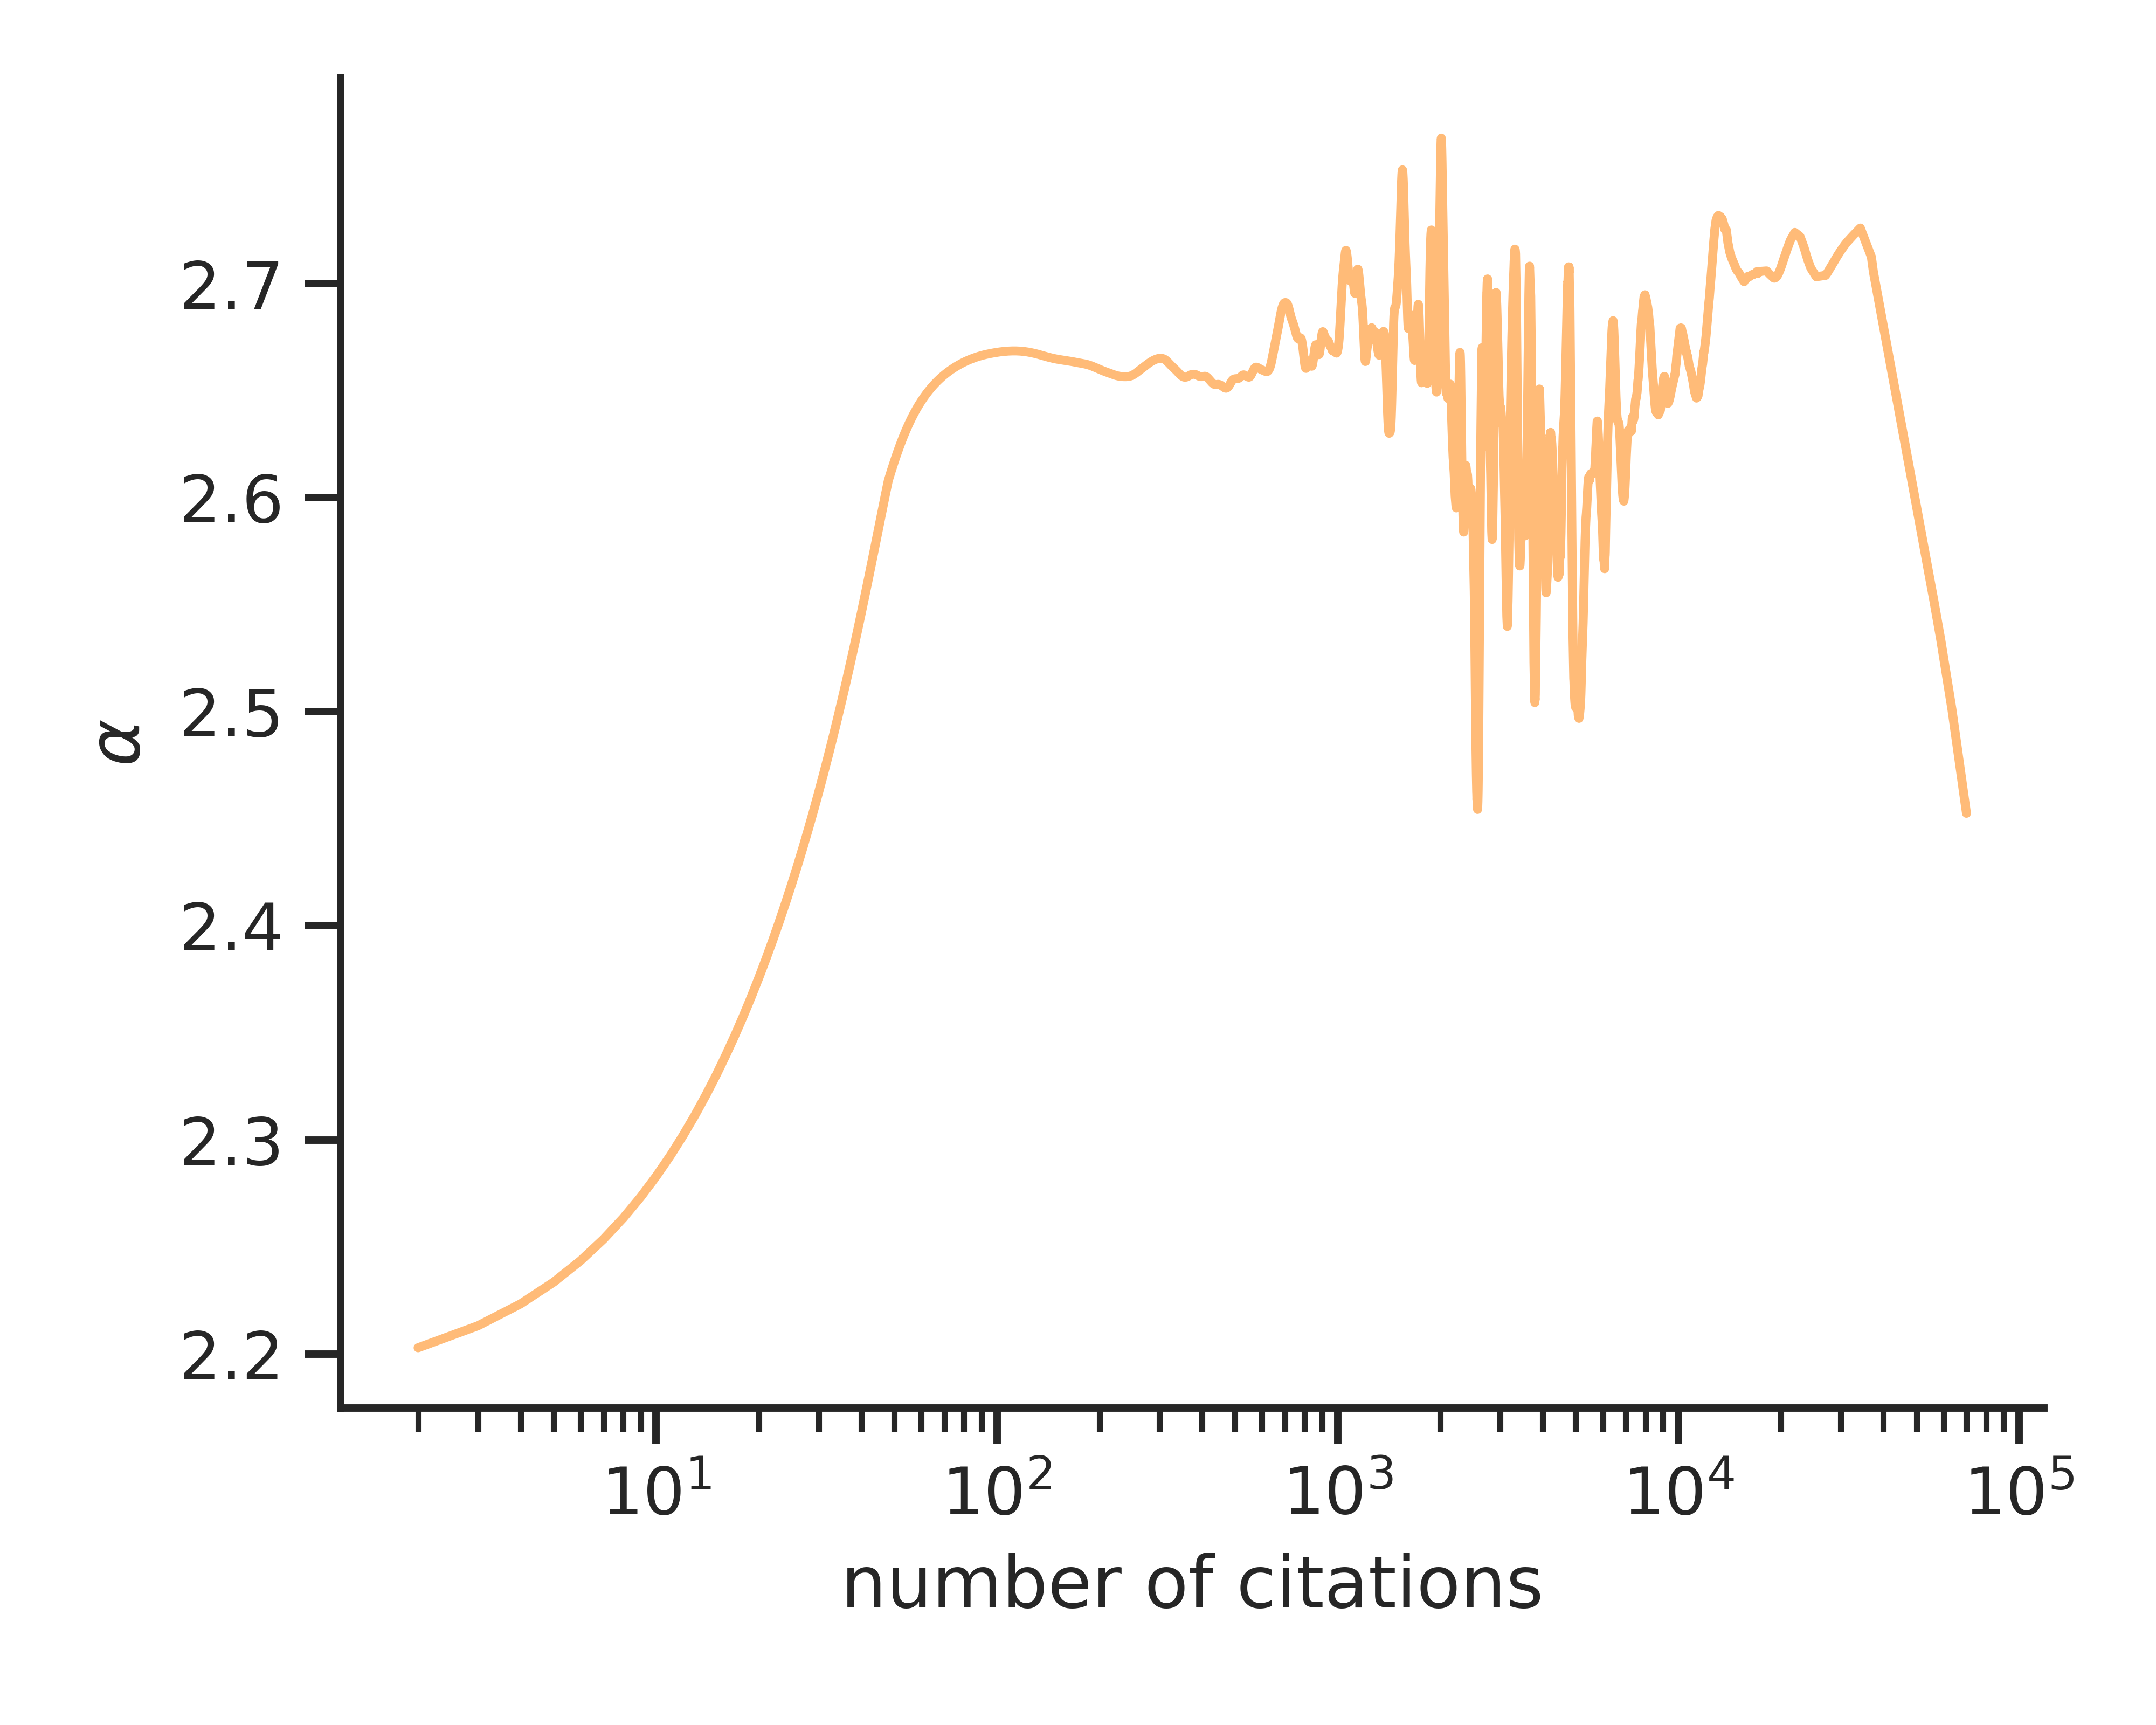 2.7
2.6
2.5
2.4
2.3
2.2
α
10¹ 10² 10³ 10⁴ 10⁵
number of citations